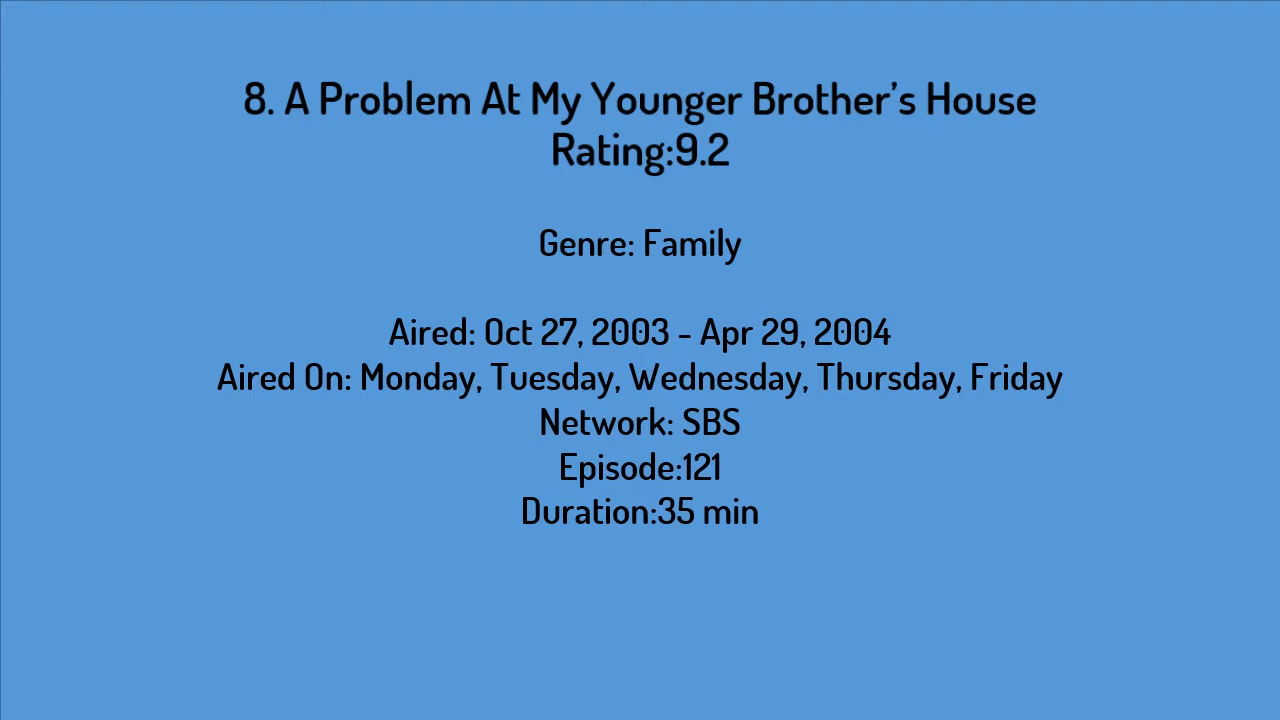 8. A Problem At My Younger Brother’s House
Rating:9.2
Genre: Family
Aired: Oct 27, 2003 - Apr 29, 2004
Aired On: Monday, Tuesday, Wednesday, Thursday, Friday
Network: SBS
Episode:121
Duration:35 min